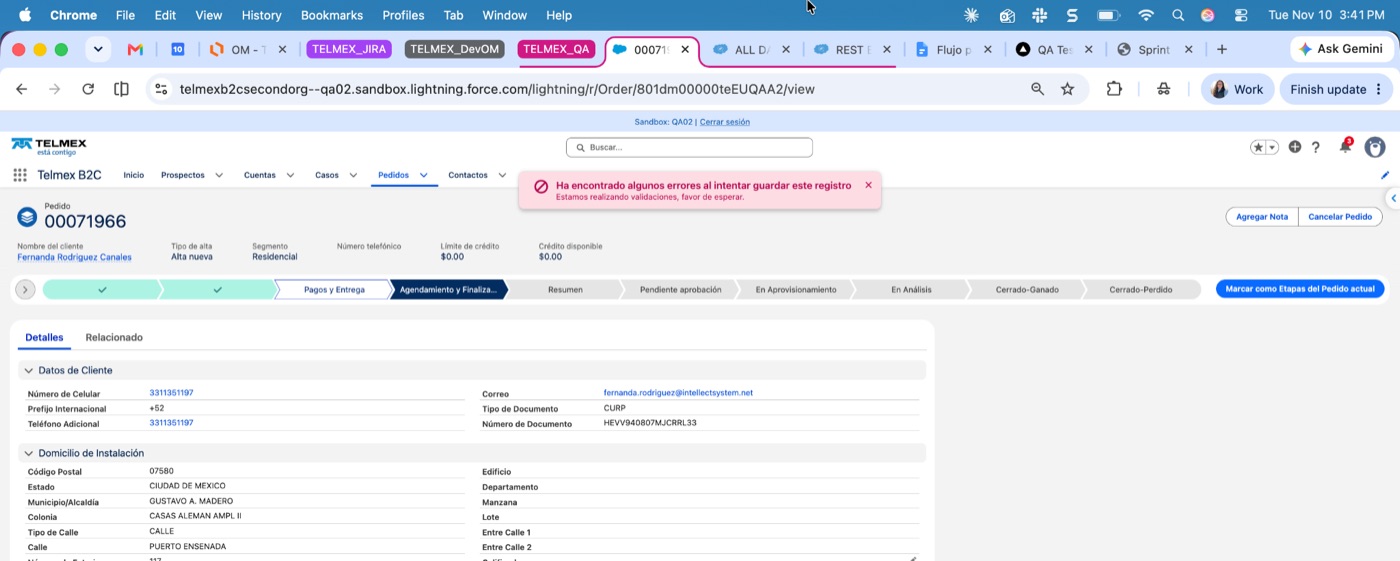 Chrome File Edit View History Bookmarks Profiles Tab Window Help Tue Nov 10 3:41 PM
10 OM - TELMEX_JIRA TELMEX_DevOM TELMEX_QA 00071 ALL D REST Flujo p QA Tes Sprint Ask Gemini
telmexb2csecondorg--qa02.sandbox.lightning.force.com/lightning/r/Order/801dm00000teEUQAA2/view Work Finish update
Sandbox: QA02 | Cerrar sesión
TELMEX
está contigo
Buscar...
Telmex B2C Inicio Prospectos Cuentas Casos Pedidos Contactos
Ha encontrado algunos errores al intentar guardar este registro
Estamos realizando validaciones, favor de esperar.
Pedido
00071966
Agregar Nota Cancelar Pedido
Nombre del cliente Tipo de alta Segmento Número telefónico Límite de crédito Crédito disponible
Fernanda Rodriguez Canales Alta nueva Residencial $0.00 $0.00
Pagos y Entrega Agendamiento y Finaliza... Resumen Pendiente aprobación En Aprovisionamiento En Análisis Cerrado-Ganado Cerrado-Perdido Marcar como Etapas del Pedido actual
Detalles Relacionado
Datos de Cliente
Número de Celular 3311351197 Correo fernanda.rodriguez@intellectsystem.net
Prefijo Internacional +52 Tipo de Documento CURP
Teléfono Adicional 3311351197 Número de Documento HEVV940807MJCRRL33
Domicilio de Instalación
Código Postal 07580 Edificio
Estado CIUDAD DE MEXICO Departamento
Municipio/Alcaldía GUSTAVO A. MADERO Manzana
Colonia CASAS ALEMAN AMPL II Lote
Tipo de Calle CALLE Entre Calle 1
Calle PUERTO ENSENADA Entre Calle 2